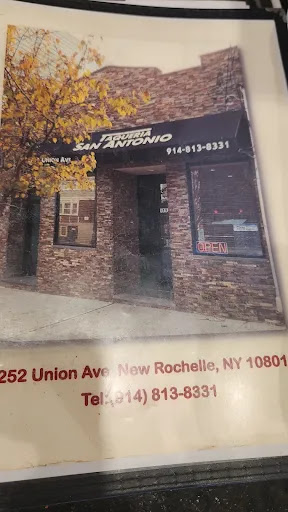 TAQUERIA
SAN ANTONIO
UNION AVE
914-813-8331
OPEN
252 Union Ave New Rochelle, NY 10801
Tel:(914) 813-8331